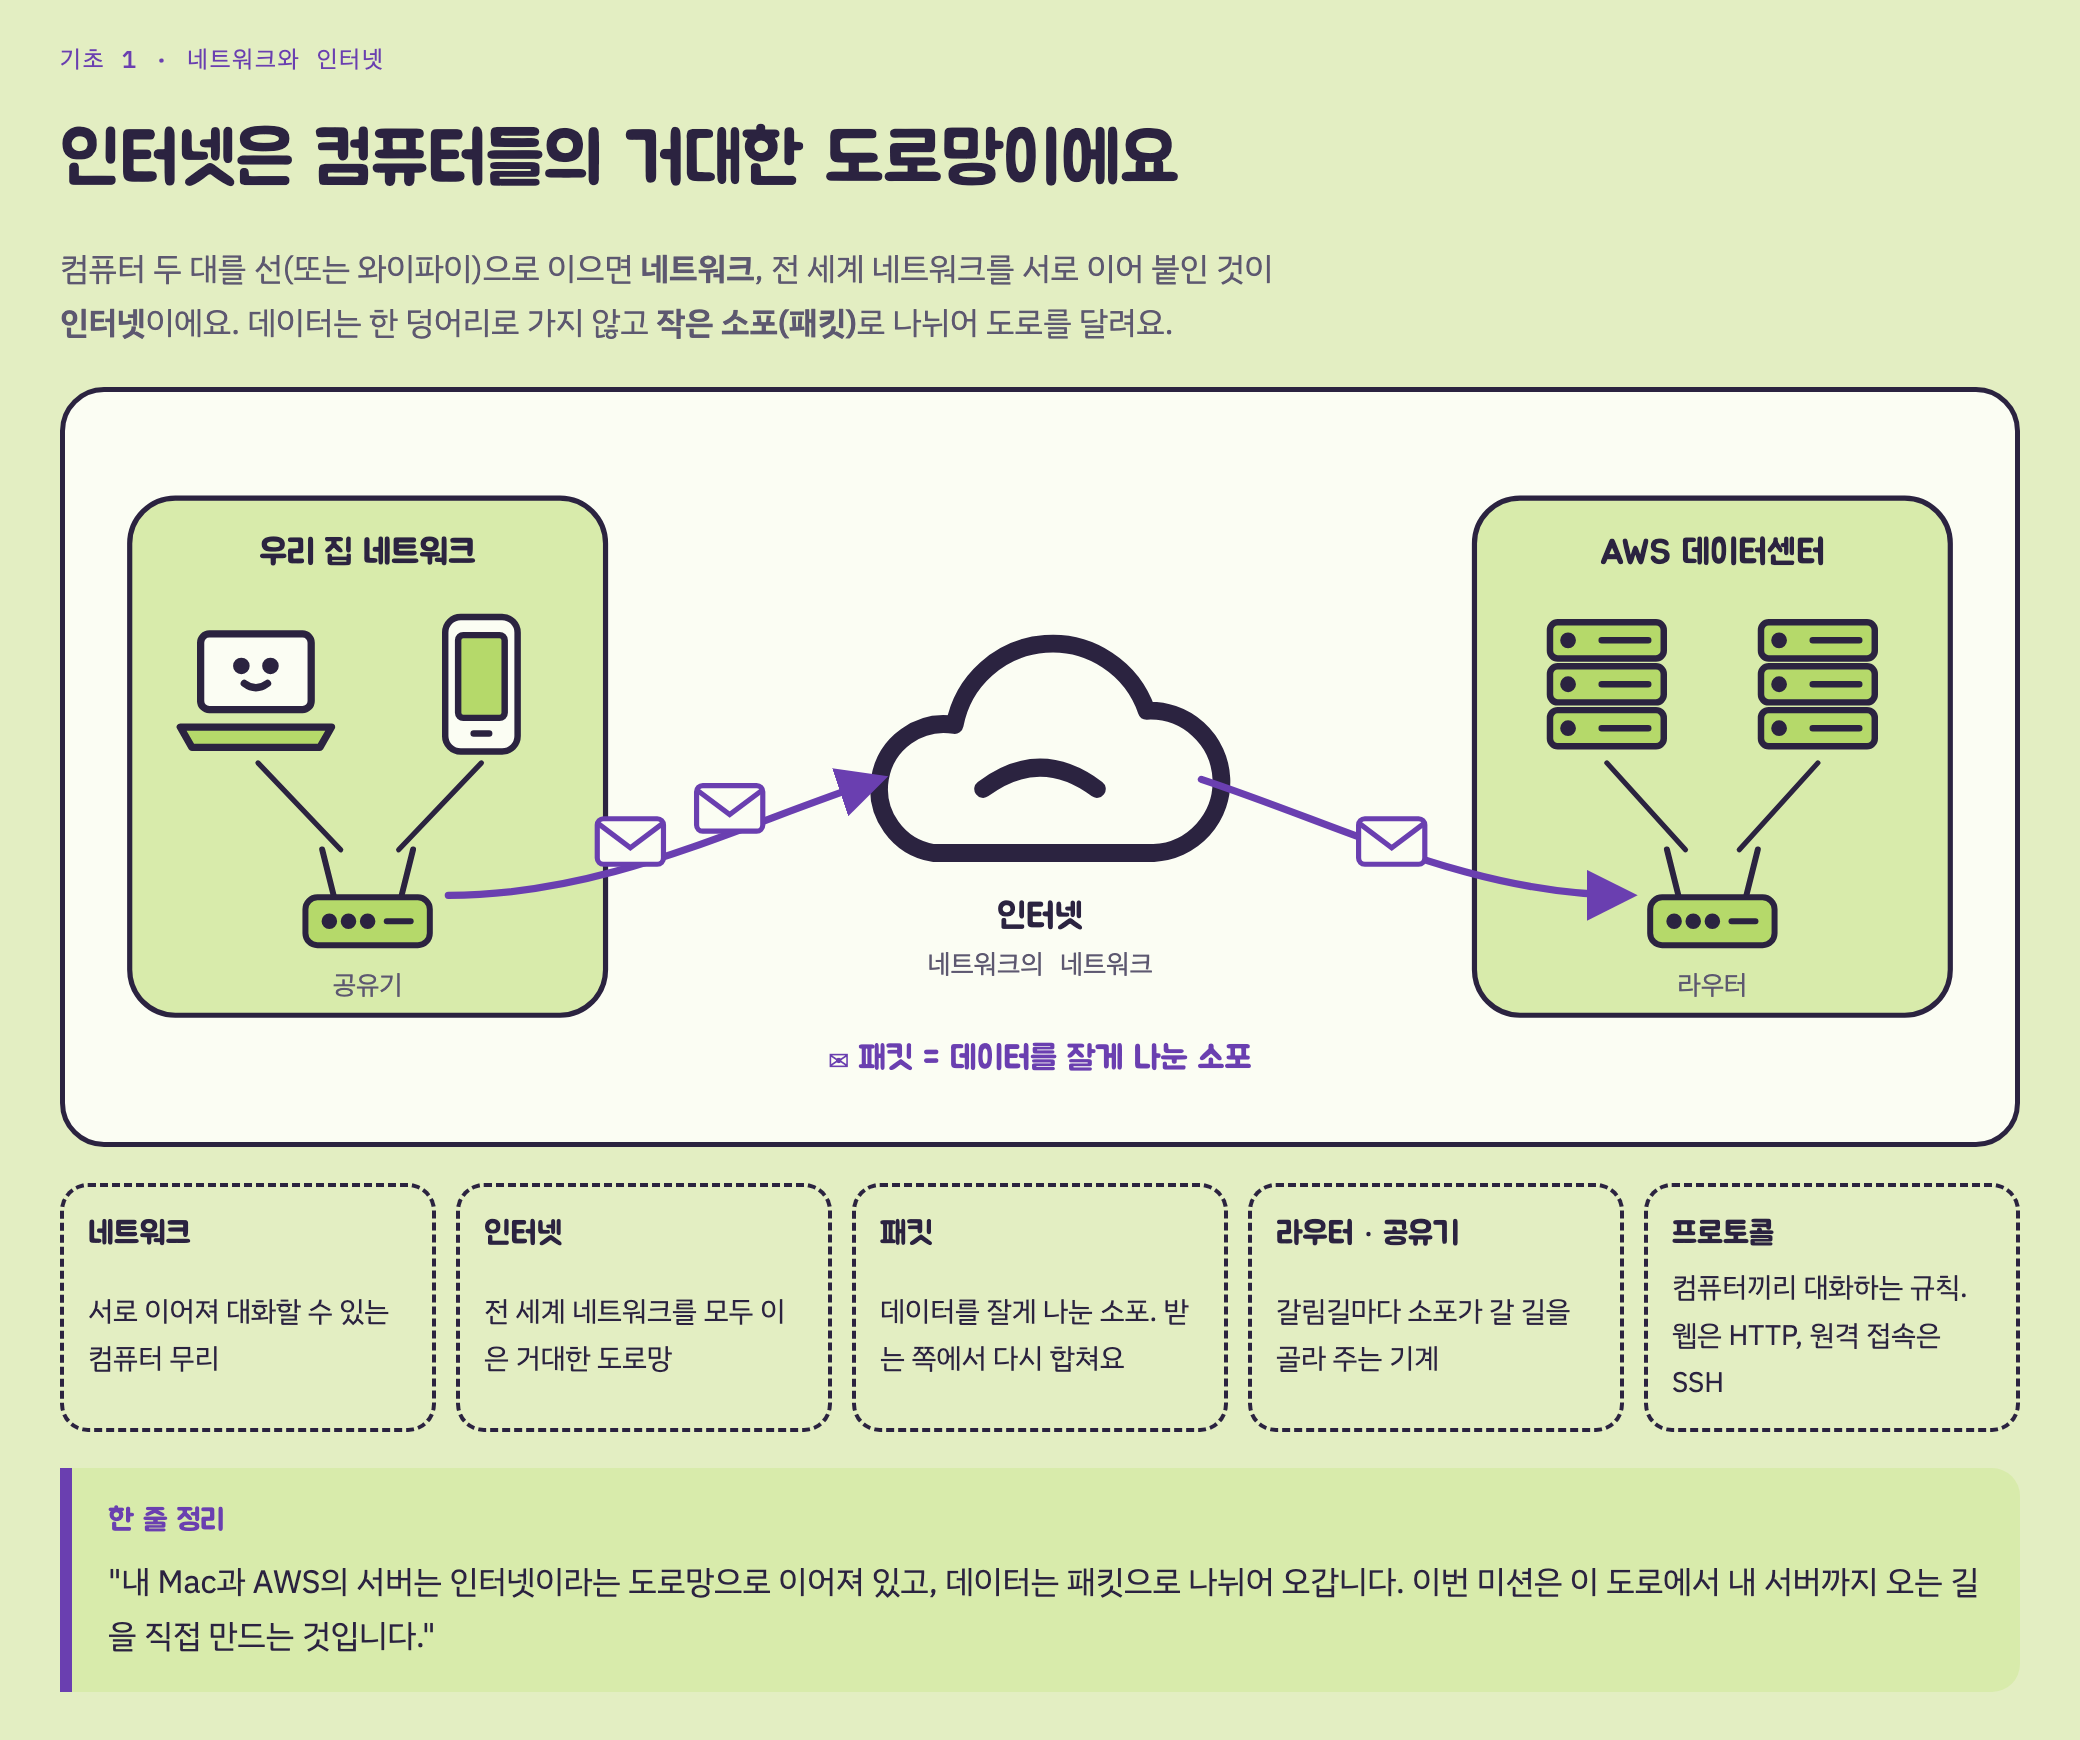 기초 1 · 네트워크와 인터넷
인터넷은 컴퓨터들의 거대한 도로망이에요
컴퓨터 두 대를 선(또는 와이파이)으로 이으면 네트워크, 전 세계 네트워크를 서로 이어 붙인 것이
인터넷이에요. 데이터는 한 덩어리로 가지 않고 작은 소포(패킷)로 나뉘어 도로를 달려요.
우리 집 네트워크
공유기
인터넷
네트워크의 네트워크
AWS 데이터센터
라우터
✉ 패킷 = 데이터를 잘게 나눈 소포
네트워크
서로 이어져 대화할 수 있는
컴퓨터 무리
인터넷
전 세계 네트워크를 모두 이
은 거대한 도로망
패킷
데이터를 잘게 나눈 소포. 받
는 쪽에서 다시 합쳐요
라우터 · 공유기
갈림길마다 소포가 갈 길을
골라 주는 기계
프로토콜
컴퓨터끼리 대화하는 규칙.
웹은 HTTP, 원격 접속은
SSH
한 줄 정리
"내 Mac과 AWS의 서버는 인터넷이라는 도로망으로 이어져 있고, 데이터는 패킷으로 나뉘어 오갑니다. 이번 미션은 이 도로에서 내 서버까지 오는 길
을 직접 만드는 것입니다."